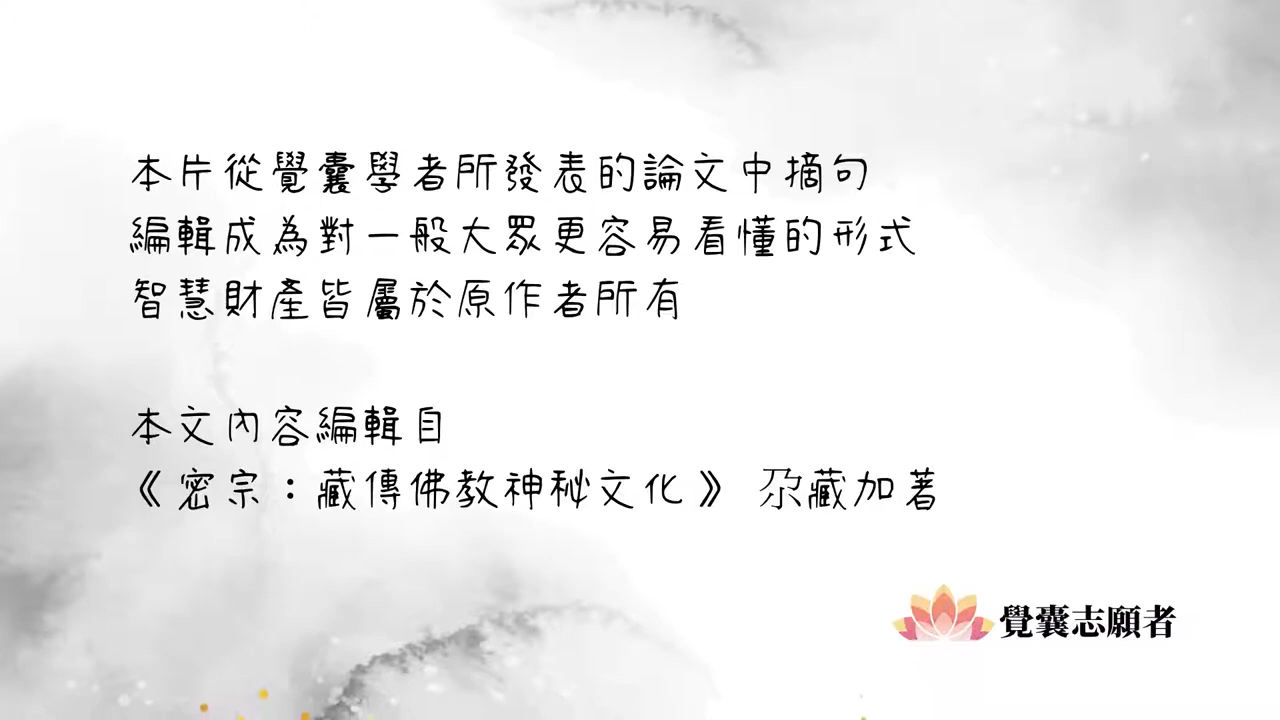 本片從覺囊學者所發表的論文中摘句
編輯成為對一般大眾更容易看懂的形式
智慧財產皆屬於原作者所有
本文內容編輯自
《密宗：藏傳佛教神秘文化》 尕藏加著
覺囊志願者